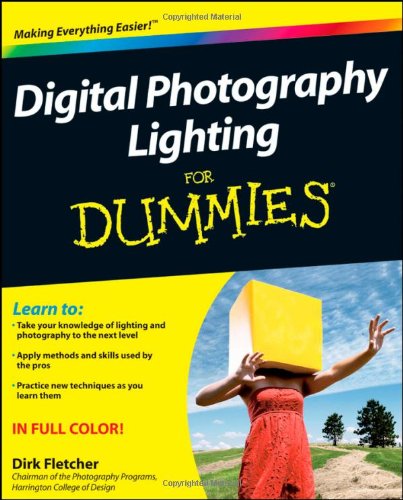 Copyrighted Material
Making Everything Easier!™
Digital Photography
Lighting
FOR
DUMMIES®
Learn to:
• Take your knowledge of lighting and
photography to the next level
• Apply methods and skills used by
the pros
• Practice new techniques as you
learn them
IN FULL COLOR!
Dirk Fletcher
Chairman of the Photography Programs,
Harrington College of Design
Copyrighted Material